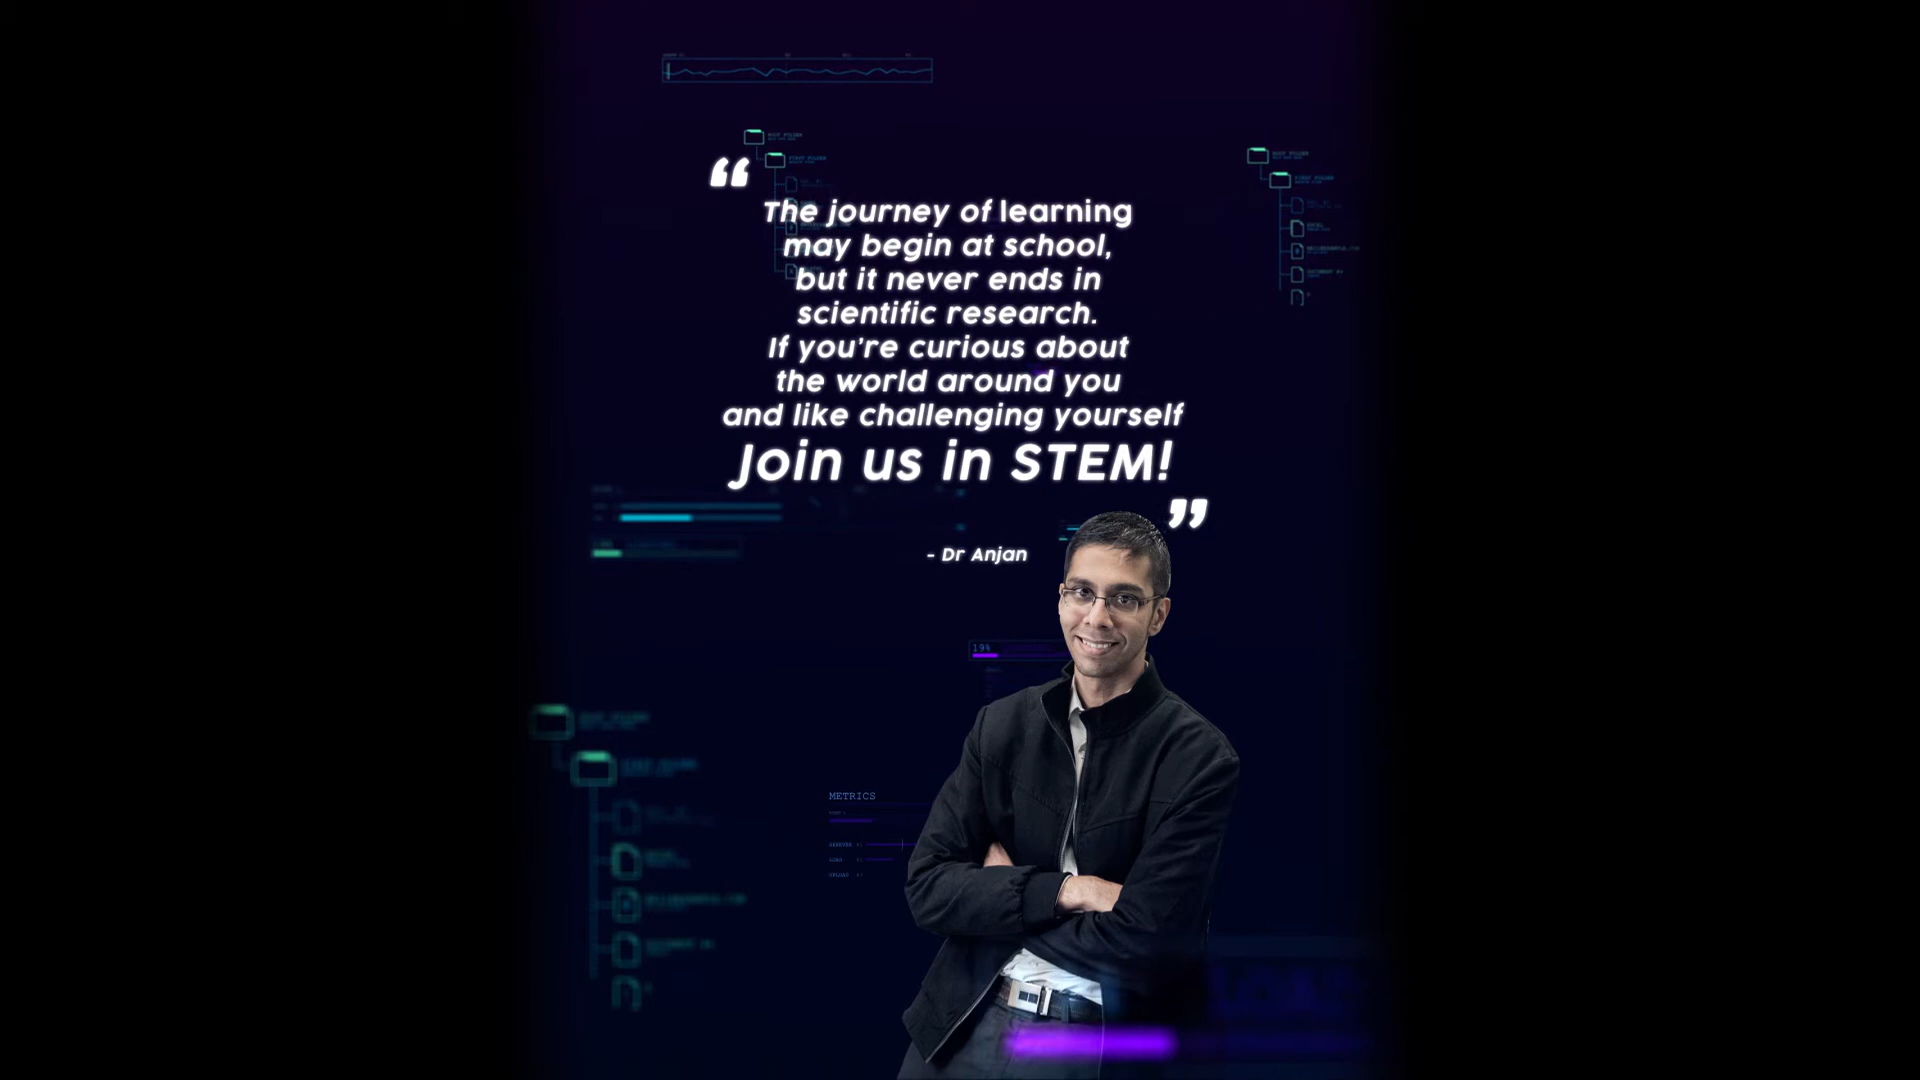 “
The journey of learning
may begin at school,
but it never ends in
scientific research.
If you're curious about
the world around you
and like challenging yourself
Join us in STEM!
”
- Dr Anjan
19%
METRICS